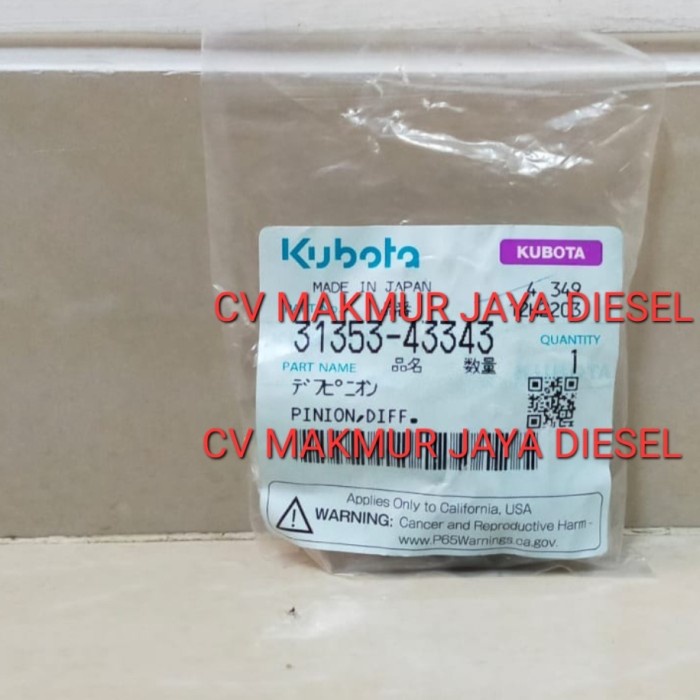 Kubota
KUBOTA
MADE IN JAPAN
4 349
CV MAKMUR JAYA DIESEL
31353-43343
QUANTITY
1
PART NAME 品名 数量
デフピニオン
PINION,DIFF.
CV MAKMUR JAYA DIESEL
Applies Only to California, USA
WARNING: Cancer and Reproductive Harm -
www.P65Warnings.ca.gov.